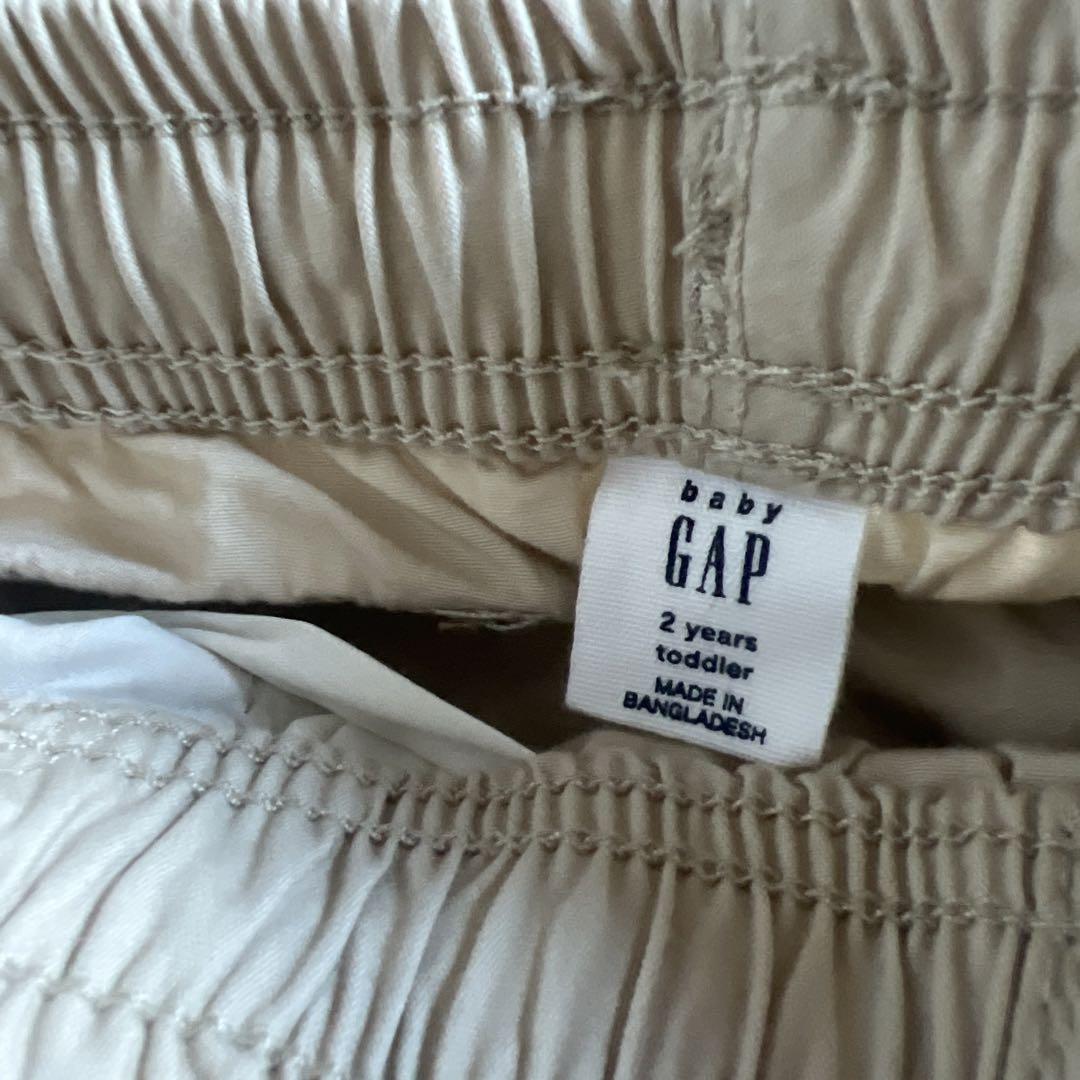 baby
GAP
2 years
toddler
MADE IN
BANGLADESH